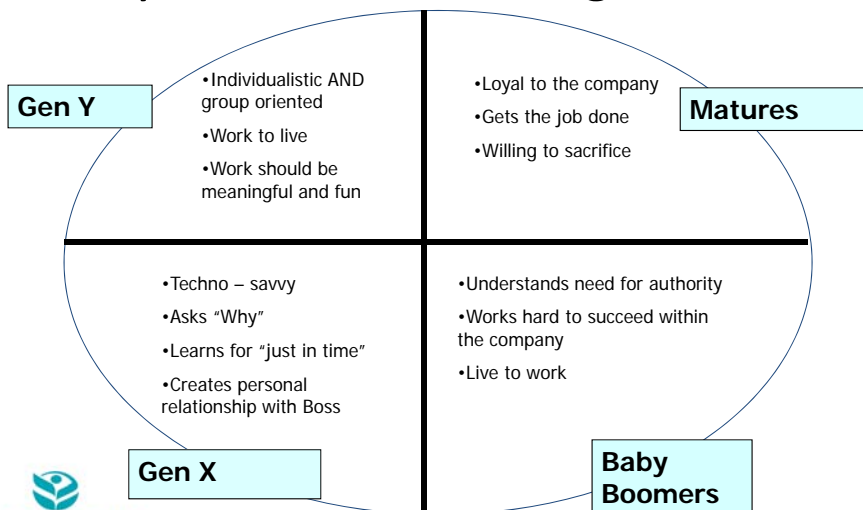 Gen Y
•Individualistic AND
group oriented
•Work to live
•Work should be
meaningful and fun
•Loyal to the company
•Gets the job done
•Willing to sacrifice
Matures
•Techno – savvy
•Asks “Why”
•Learns for “just in time”
•Creates personal
relationship with Boss
Gen X
•Understands need for authority
•Works hard to succeed within
the company
•Live to work
Baby
Boomers